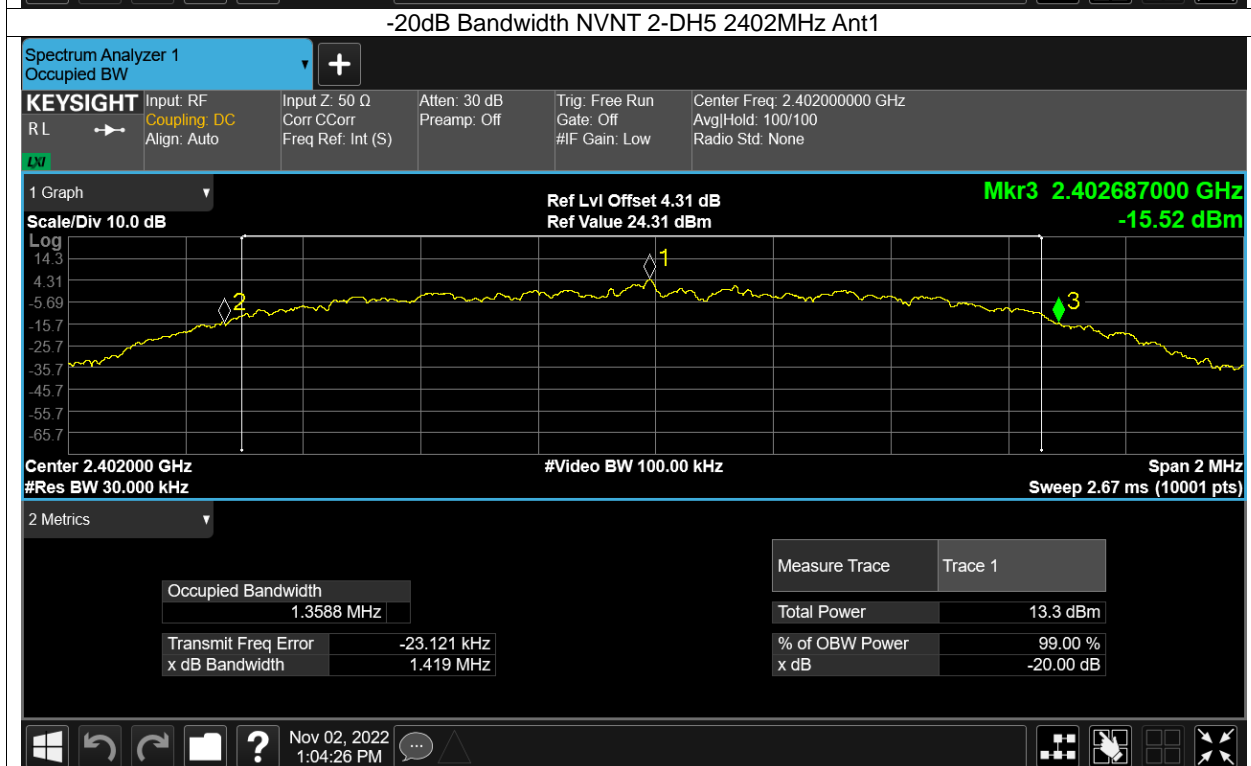 -20dB Bandwidth NVNT 2-DH5 2402MHz Ant1
Spectrum Analyzer 1
Occupied BW
+
KEYSIGHT
RL
LXI
Input: RF
Coupling: DC
Align: Auto
Input Z: 50 Ω
Corr CCorr
Freq Ref: Int (S)
Atten: 30 dB
Preamp: Off
Trig: Free Run
Gate: Off
#IF Gain: Low
Center Freq: 2.402000000 GHz
Avg|Hold: 100/100
Radio Std: None
1 Graph
Scale/Div 10.0 dB
Ref Lvl Offset 4.31 dB
Ref Value 24.31 dBm
Mkr3 2.402687000 GHz
-15.52 dBm
Log
14.3
4.31
-5.69
-15.7
-25.7
-35.7
-45.7
-55.7
-65.7
1
2
3
Center 2.402000 GHz
#Res BW 30.000 kHz
#Video BW 100.00 kHz
Span 2 MHz
Sweep 2.67 ms (10001 pts)
2 Metrics
Occupied Bandwidth
1.3588 MHz
Transmit Freq Error -23.121 kHz
x dB Bandwidth 1.419 MHz
Measure Trace Trace 1
Total Power 13.3 dBm
% of OBW Power 99.00 %
x dB -20.00 dB
?
Nov 02, 2022
1:04:26 PM